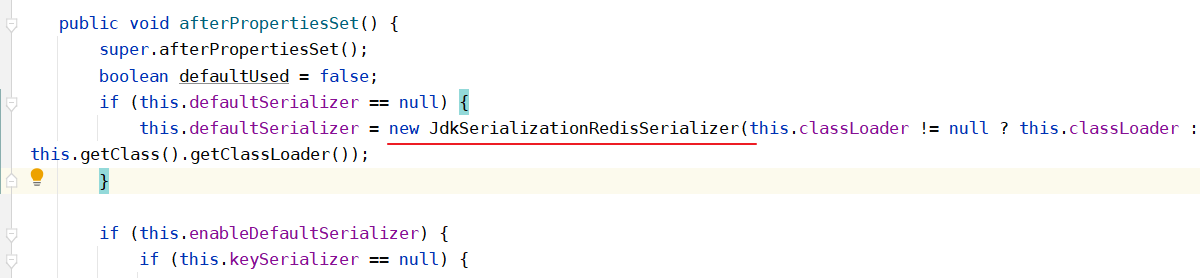 public void afterPropertiesSet() {
super.afterPropertiesSet();
boolean defaultUsed = false;
if (this.defaultSerializer == null) {
this.defaultSerializer = new JdkSerializationRedisSerializer(this.classLoader != null ? this.classLoader :
this.getClass().getClassLoader());
}
if (this.enableDefaultSerializer) {
if (this.keySerializer == null) {